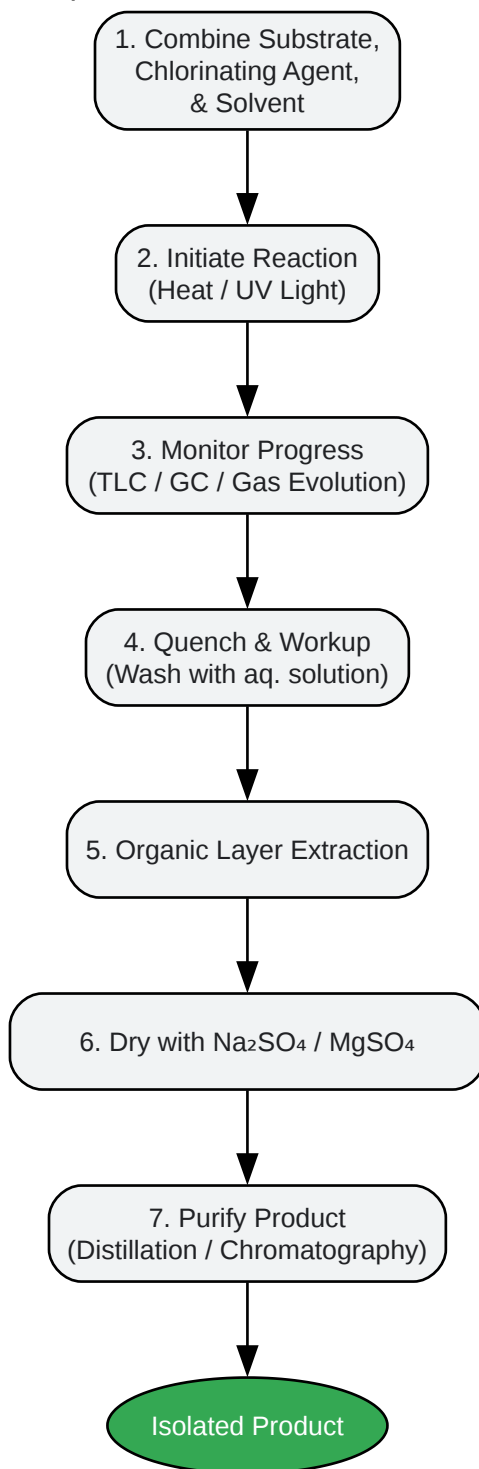 1. Combine Substrate,
Chlorinating Agent,
& Solvent
2. Initiate Reaction
(Heat / UV Light)
3. Monitor Progress
(TLC / GC / Gas Evolution)
4. Quench & Workup
(Wash with aq. solution)
5. Organic Layer Extraction
6. Dry with Na₂SO₄ / MgSO₄
7. Purify Product
(Distillation / Chromatography)
Isolated Product